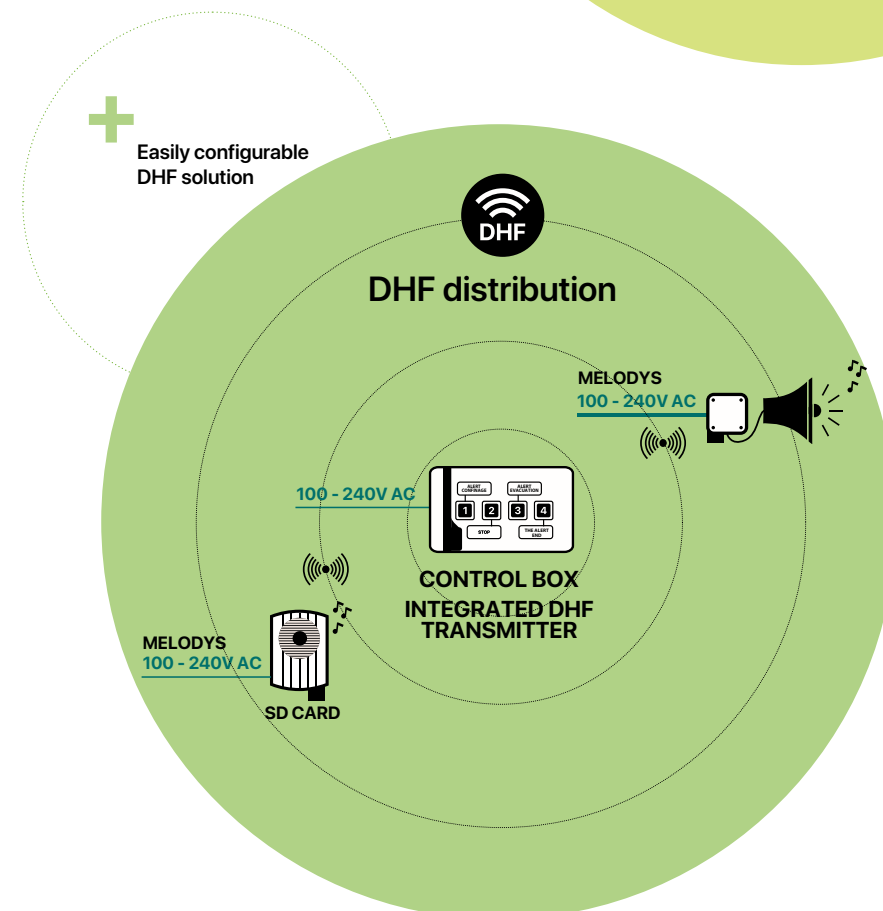 Easily configurable
DHF solution
DHF
DHF distribution
MELODYS
100 - 240V AC
100 - 240V AC
ALERT
CONFINAGE
ALERT
EVACUATION
1
2
3
4
STOP
THE ALERT
END
CONTROL BOX
INTEGRATED DHF
TRANSMITTER
MELODYS
100 - 240V AC
SD CARD